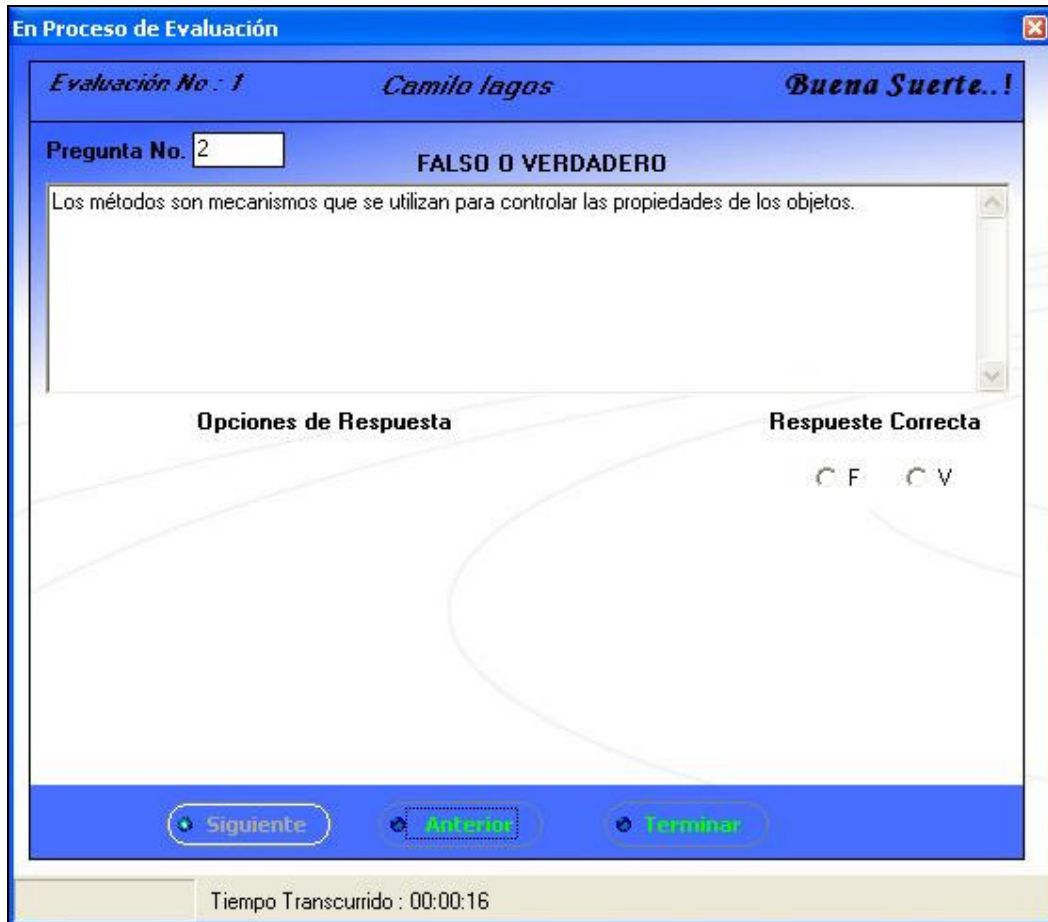 En Proceso de Evaluación
Evaluación No.: 1 Camilo lagos Buena Suerte..!
Pregunta No. 2
FALSO O VERDADERO
Los métodos son mecanismos que se utilizan para controlar las propiedades de los objetos.
Opciones de Respuesta Respueste Correcta
F V
Siguiente Anterior Terminar
Tiempo Transcurrido : 00:00:16